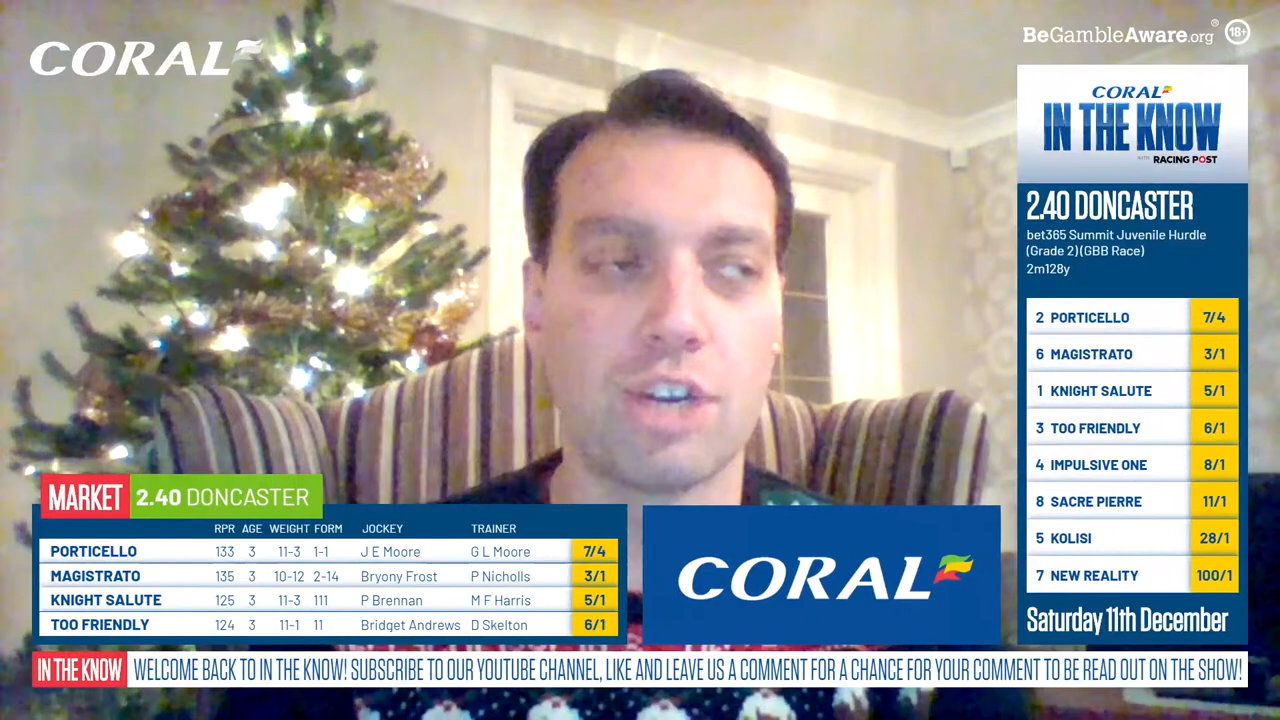 CORAL
BeGambleAware.org® 18+
CORAL
IN THE KNOW
WITH RACING POST
2.40 DONCASTER
bet365 Summit Juvenile Hurdle
(Grade 2)(GBB Race)
2m128y
2 PORTICELLO 7/4
6 MAGISTRATO 3/1
1 KNIGHT SALUTE 5/1
3 TOO FRIENDLY 6/1
4 IMPULSIVE ONE 8/1
8 SACRE PIERRE 11/1
5 KOLISI 28/1
7 NEW REALITY 100/1
Saturday 11th December
MARKET 2.40 DONCASTER
RPR AGE WEIGHT FORM JOCKEY TRAINER
PORTICELLO 133 3 11-3 1-1 J E Moore G L Moore 7/4
MAGISTRATO 135 3 10-12 2-14 Bryony Frost P Nicholls 3/1
KNIGHT SALUTE 125 3 11-3 111 P Brennan M F Harris 5/1
TOO FRIENDLY 124 3 11-1 11 Bridget Andrews D Skelton 6/1
CORAL
IN THE KNOW WELCOME BACK TO IN THE KNOW! SUBSCRIBE TO OUR YOUTUBE CHANNEL, LIKE AND LEAVE US A COMMENT FOR A CHANCE FOR YOUR COMMENT TO BE READ OUT ON THE SHOW!